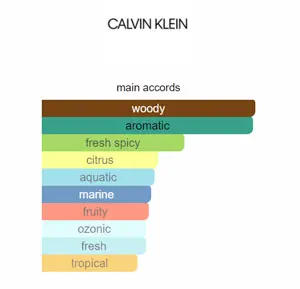 CALVIN KLEIN
main accords
woody
aromatic
fresh spicy
citrus
aquatic
marine
fruity
ozonic
fresh
tropical